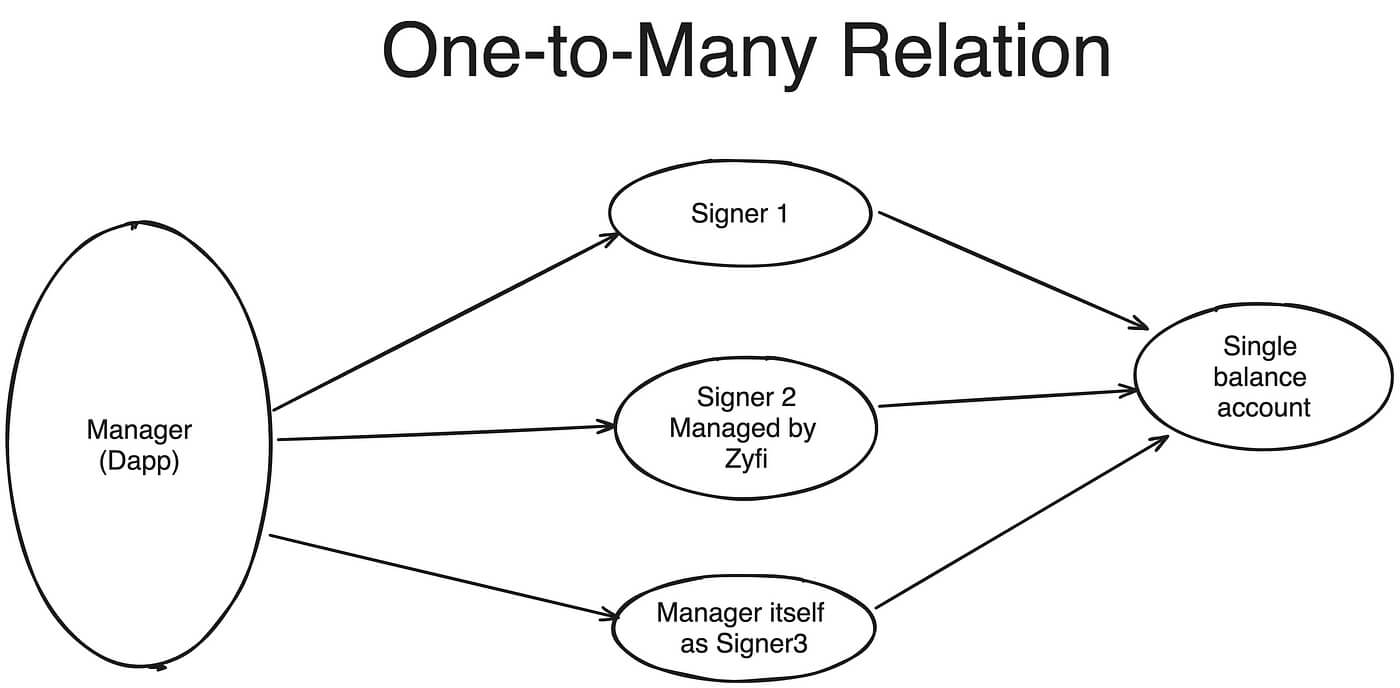 One-to-Many Relation
Manager
(Dapp)
Signer 1
Signer 2
Managed by
Zyfi
Manager itself
as Signer3
Single
balance
account